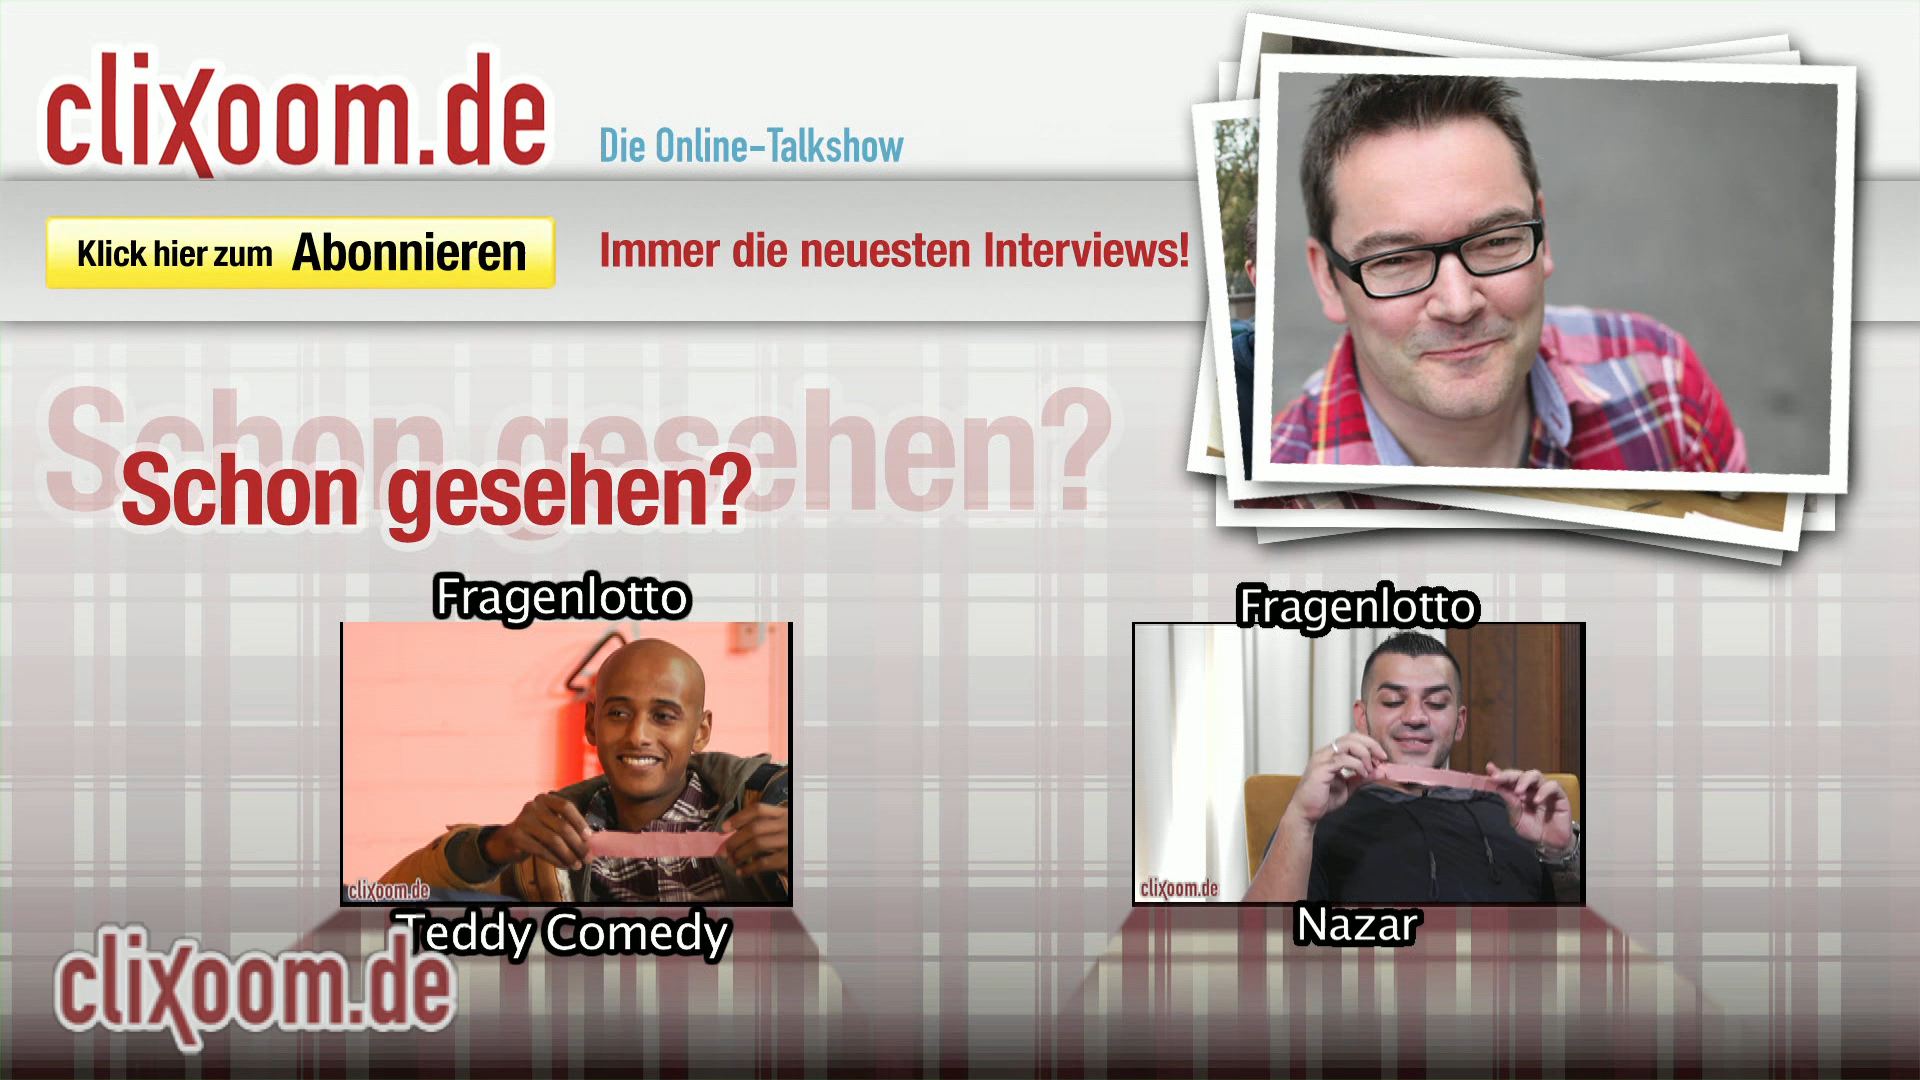 clixoom.de
Die Online-Talkshow
Klick hier zum Abonnieren
Immer die neuesten Interviews!
Schon gesehen?
Schon gesehen?
Fragenlotto
Fragenlotto
clixoom.de
clixoom.de
Teddy Comedy
Nazar
clixoom.de